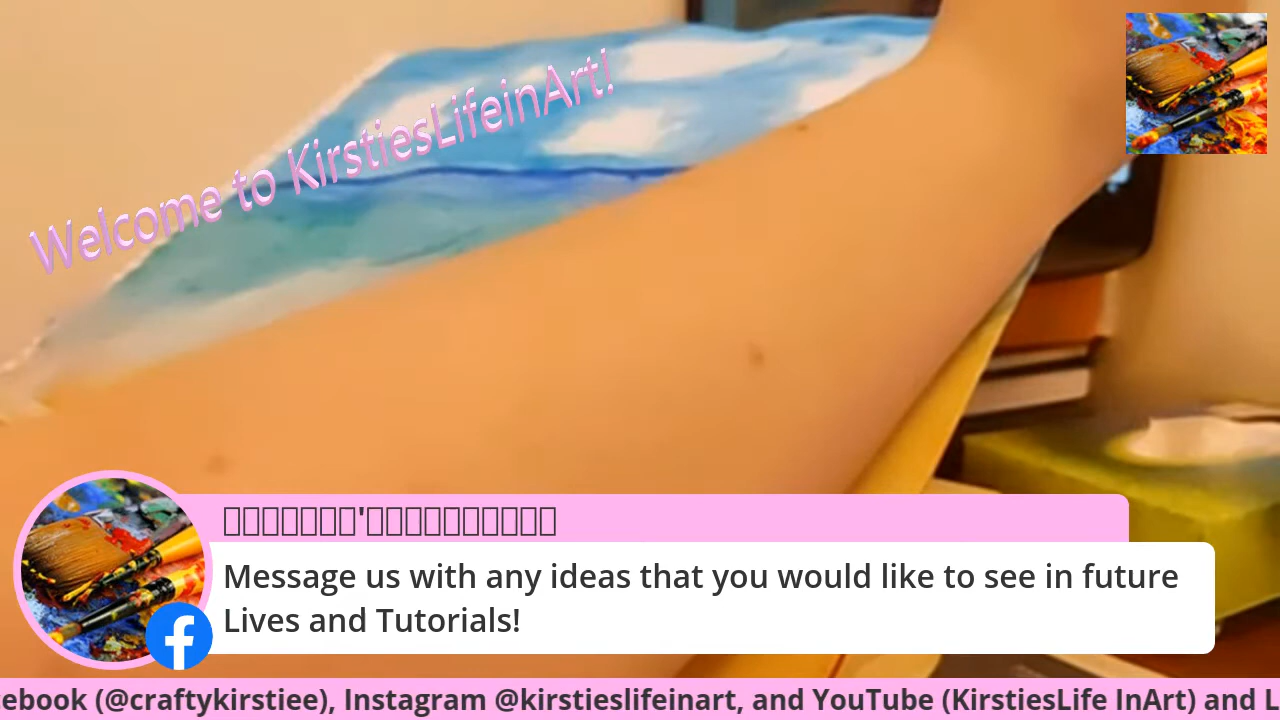 Welcome to KirstiesLifeinArt!
Message us with any ideas that you would like to see in future
Lives and Tutorials!
cebook (@craftykirstiee), Instagram @kirstieslifeinart, and YouTube (KirstiesLife InArt) and L